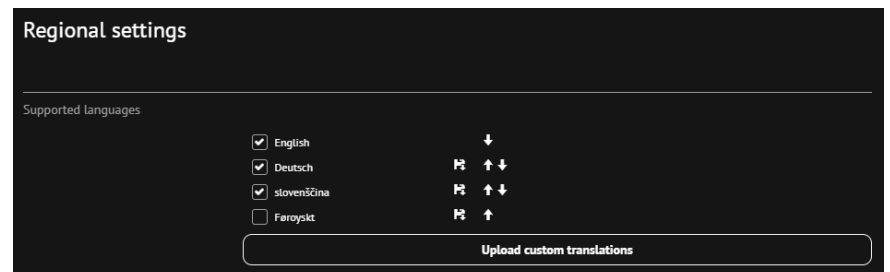 Regional settings
Supported languages
English
Deutsch
slovenščina
Føroyskt
Upload custom translations